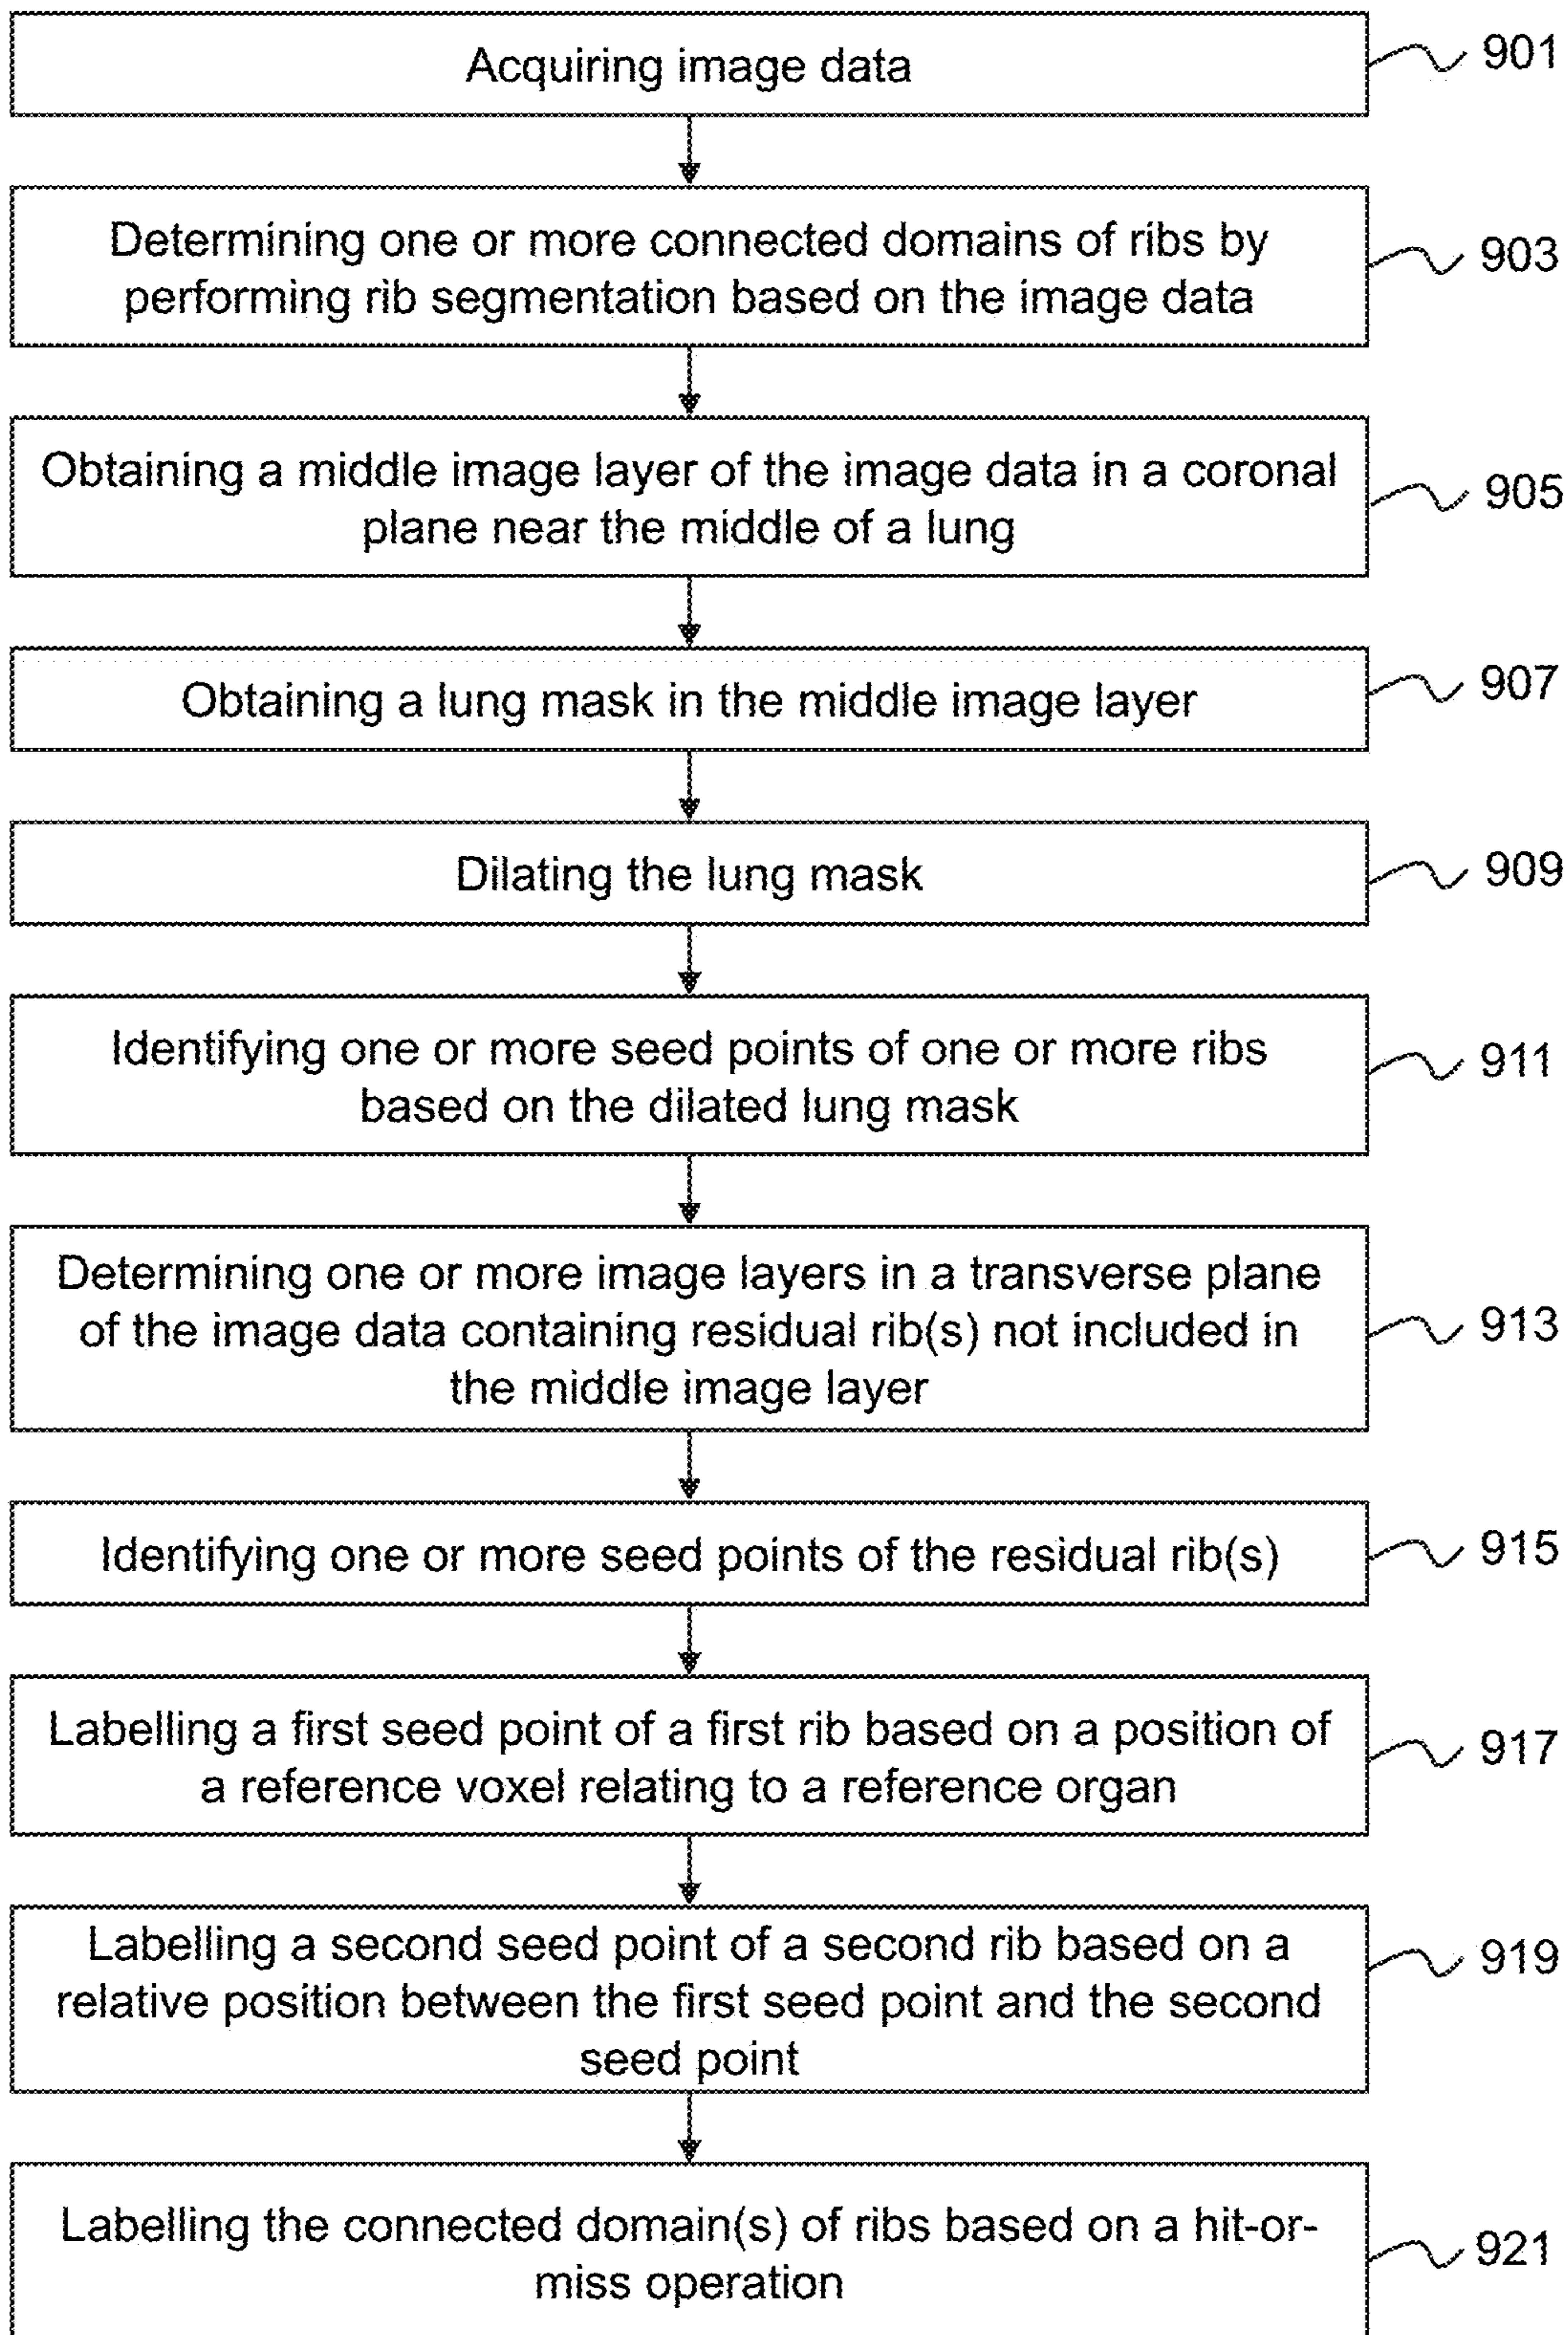 Acquiring image data
901
Determining one or more connected domains of ribs by
performing rib segmentation based on the image data
903
Obtaining a middle image layer of the image data in a coronal
plane near the middle of a lung
905
Obtaining a lung mask in the middle image layer
907
Dilating the lung mask
909
Identifying one or more seed points of one or more ribs
based on the dilated lung mask
911
Determining one or more image layers in a transverse plane
of the image data containing residual rib(s) not included in
the middle image layer
913
Identifying one or more seed points of the residual rib(s)
915
Labelling a first seed point of a first rib based on a position of
a reference voxel relating to a reference organ
917
Labelling a second seed point of a second rib based on a
relative position between the first seed point and the second
seed point
919
Labelling the connected domain(s) of ribs based on a hit-or-
miss operation
921